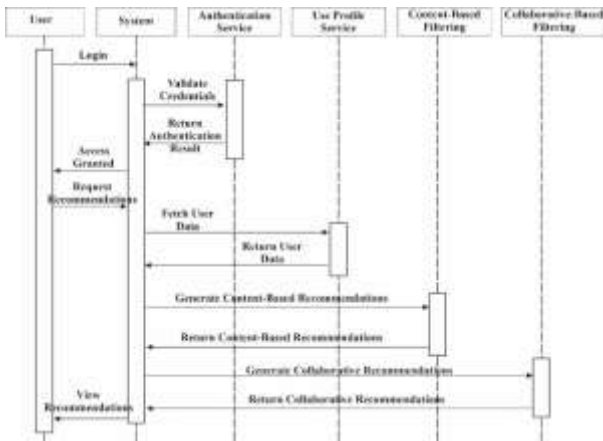 User
System
Authentication
Service
Use Profile
Service
Content-Based
Filtering
Collaborative Based
Filtering
Login
Validate
Credentials
Return
Authentication
Result
Access
Granted
Request
Recommendations
Fetch User
Data
Return User
Data
Generate Content-Based Recommendations
Return Content-Based Recommendations
Generate Collaborative Recommendations
View
Recommendations
Return Collaborative Recommendations